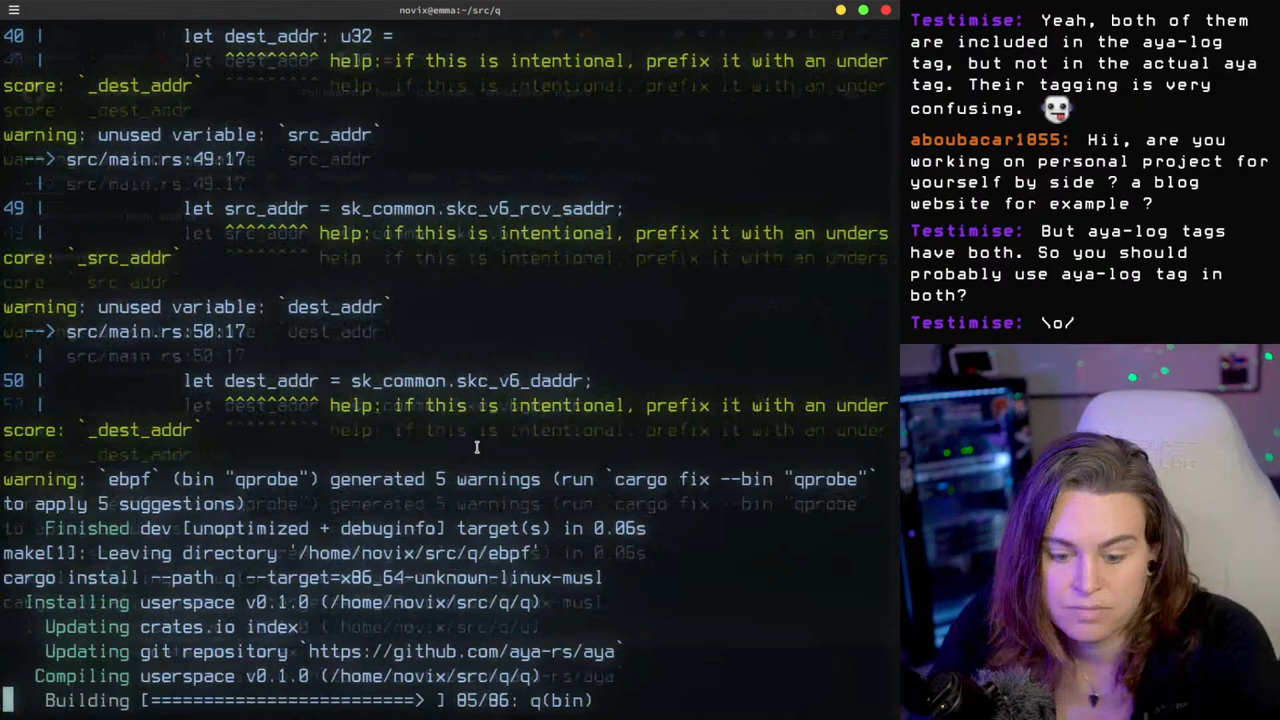 novix@emma:~/src/q
40 |              let dest_addr: u32 =
   |                  ^^^^^^^^^ help: if this is intentional, prefix it with an under
score: `_dest_addr`
warning: unused variable: `src_addr`
--> src/main.rs:49:17
   |
49 |              let src_addr = sk_common.skc_v6_rcv_saddr;
   |                  ^^^^^^^^ help: if this is intentional, prefix it with an unders
core: `_src_addr`
warning: unused variable: `dest_addr`
--> src/main.rs:50:17
   |
50 |              let dest_addr = sk_common.skc_v6_daddr;
   |                  ^^^^^^^^^ help: if this is intentional, prefix it with an under
score: `_dest_addr`
warning: `ebpf` (bin "qprobe") generated 5 warnings (run `cargo fix --bin "qprobe"`
to apply 5 suggestions)
    Finished dev [unoptimized + debuginfo] target(s) in 0.06s
make[1]: Leaving directory '/home/novix/src/q/ebpf'
cargo install --path q --target=x86_64-unknown-linux-musl
  Installing userspace v0.1.0 (/home/novix/src/q/q)
    Updating crates.io index
    Updating git repository `https://github.com/aya-rs/aya`
   Compiling userspace v0.1.0 (/home/novix/src/q/q)
    Building [=========================> ] 85/86: q(bin)
Testimise: Yeah, both of them
are included in the aya-log
tag, but not in the actual aya
tag. Their tagging is very
confusing.
aboubacar1855: Hii, are you
working on personal project for
yourself by side ? a blog
website for example ?
Testimise: But aya-log tags
have both. So you should
probably use aya-log tag in
both?
Testimise: \o/